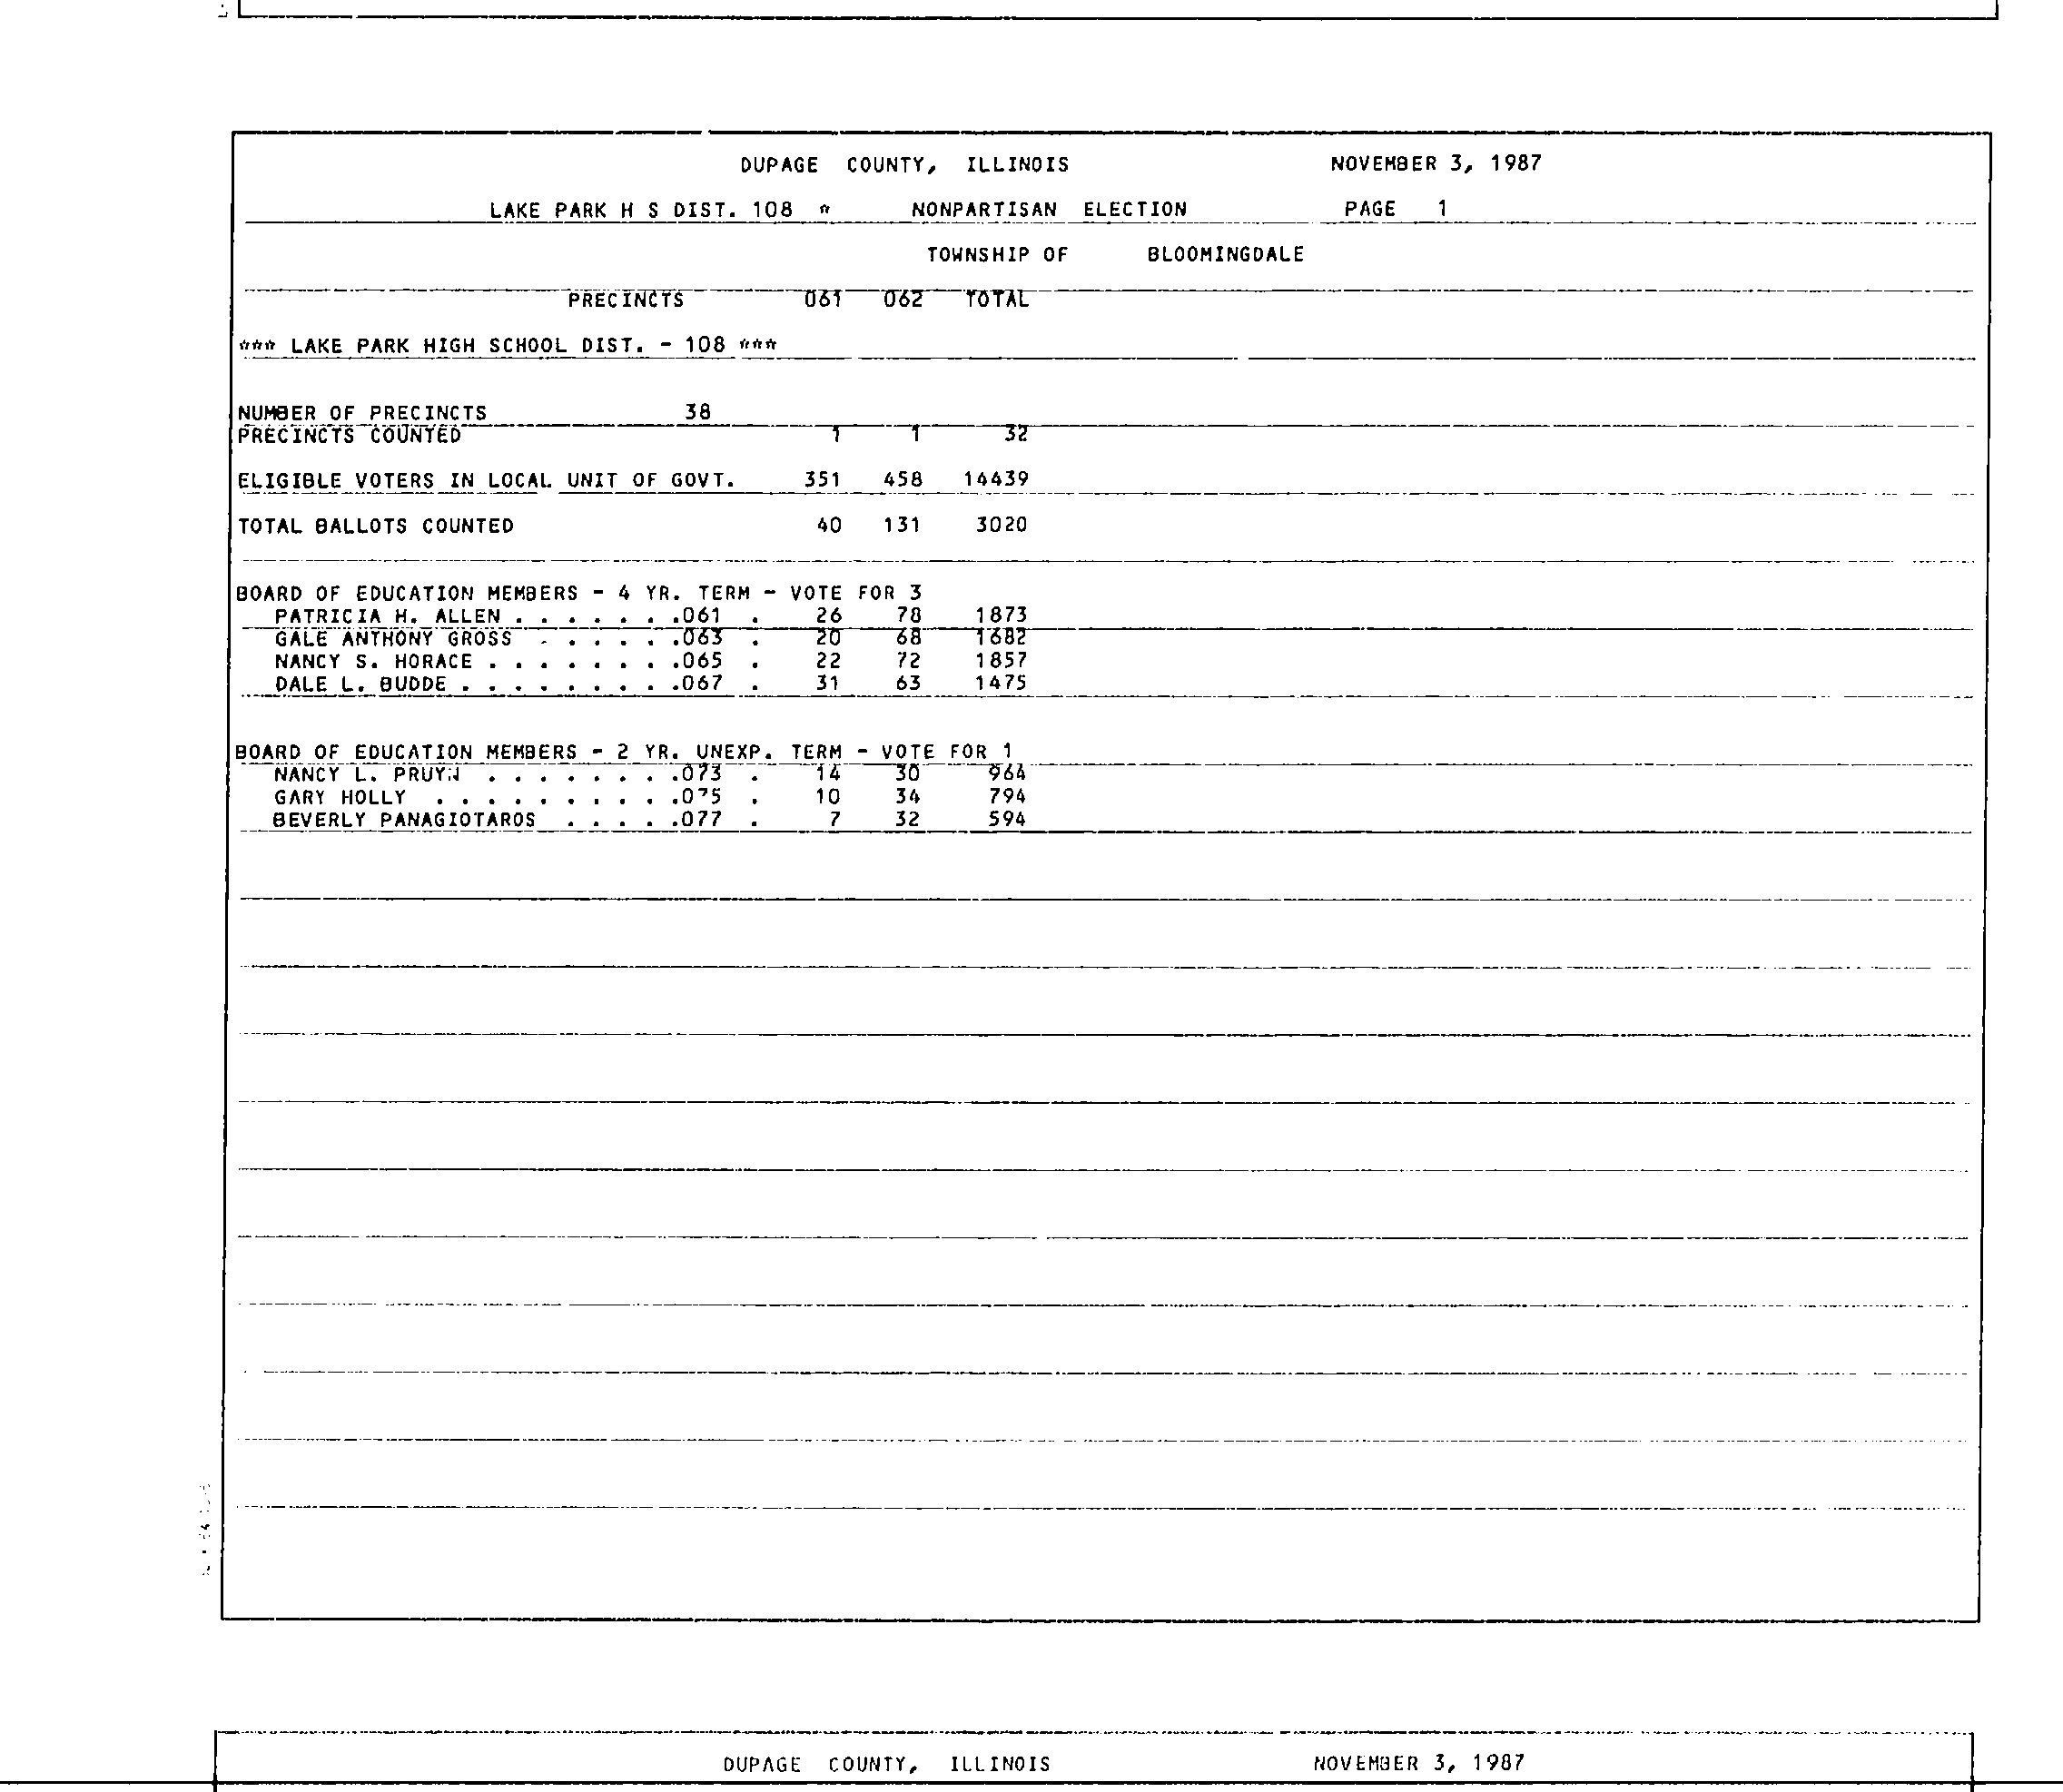 DUPAGE COUNTY, ILLINOIS NOVEMBER 3, 1987
LAKE PARK H S DIST. 108 * NONPARTISAN ELECTION PAGE 1
TOWNSHIP OF BLOOMINGDALE
PRECINCTS 061 062 TOTAL
*** LAKE PARK HIGH SCHOOL DIST. - 108 ***
NUMBER OF PRECINCTS 38
PRECINCTS COUNTED 1 1 32
ELIGIBLE VOTERS IN LOCAL UNIT OF GOVT. 351 458 14439
TOTAL BALLOTS COUNTED 40 131 3020
BOARD OF EDUCATION MEMBERS - 4 YR. TERM - VOTE FOR 3
PATRICIA H. ALLEN . . . . . . .061 . 26 78 1873
GALE ANTHONY GROSS . . . . . .063 . 20 68 1682
NANCY S. HORACE . . . . . . . .065 . 22 72 1857
DALE L. BUDDE . . . . . . . . .067 . 31 63 1475
BOARD OF EDUCATION MEMBERS - 2 YR. UNEXP. TERM - VOTE FOR 1
NANCY L. PRUYN . . . . . . . .073 . 14 30 964
GARY HOLLY . . . . . . . . . .075 . 10 34 794
BEVERLY PANAGIOTAROS . . . . .077 . 7 32 594
DUPAGE COUNTY, ILLINOIS NOVEMBER 3, 1987